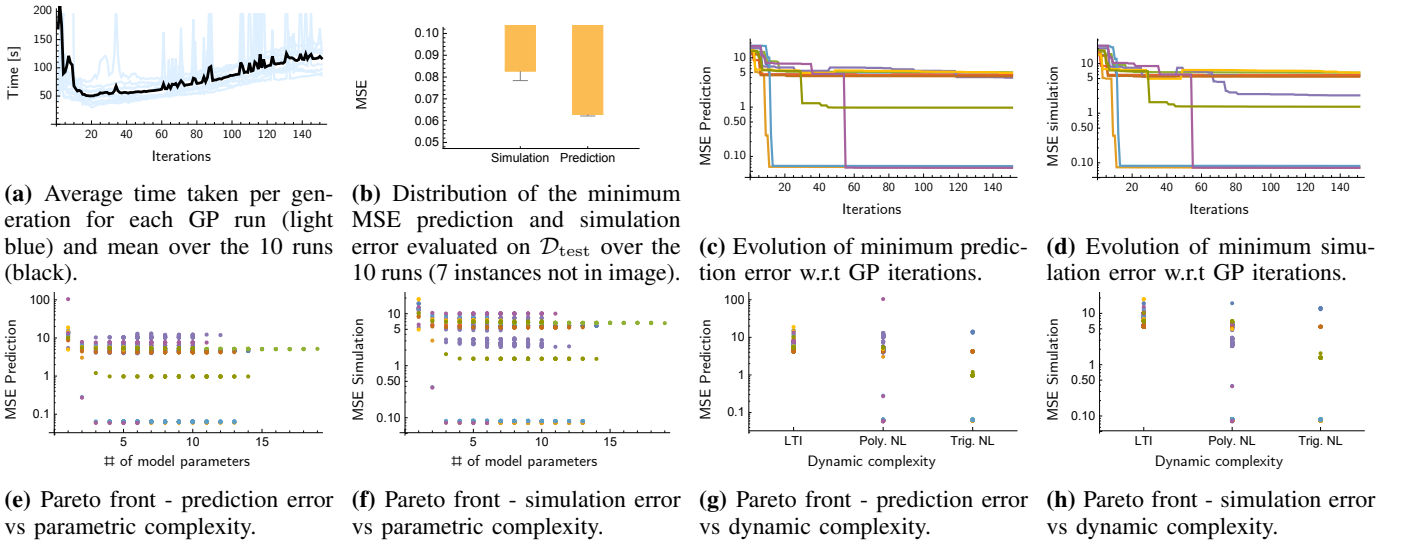 200
150
100
50
Time [s]
20 40 60 80 100 120 140
Iterations
0.10
0.09
0.08
0.07
0.06
0.05
MSE
Simulation Prediction
10
5
1
0.50
0.10
MSE Prediction
20 40 60 80 100 120 140
Iterations
10
5
1
0.50
0.10
MSE simulation
20 40 60 80 100 120 140
Iterations
(a) Average time taken per gen-
eration for each GP run (light
blue) and mean over the 10 runs
(black).
(b) Distribution of the minimum
MSE prediction and simulation
error evaluated on 𝒟test over the
10 runs (7 instances not in image).
(c) Evolution of minimum predic-
tion error w.r.t GP iterations.
(d) Evolution of minimum simu-
lation error w.r.t GP iterations.
100
10
1
0.1
MSE Prediction
5 10 15
# of model parameters
10
5
1
0.50
0.10
MSE Simulation
5 10 15
# of model parameters
100
10
1
0.1
MSE Prediction
LTI Poly. NL Trig. NL
Dynamic complexity
10
5
1
0.50
0.10
MSE Simulation
LTI Poly. NL Trig. NL
Dynamic complexity
(e) Pareto front - prediction error
vs parametric complexity.
(f) Pareto front - simulation error
vs parametric complexity.
(g) Pareto front - prediction error
vs dynamic complexity.
(h) Pareto front - simulation error
vs dynamic complexity.